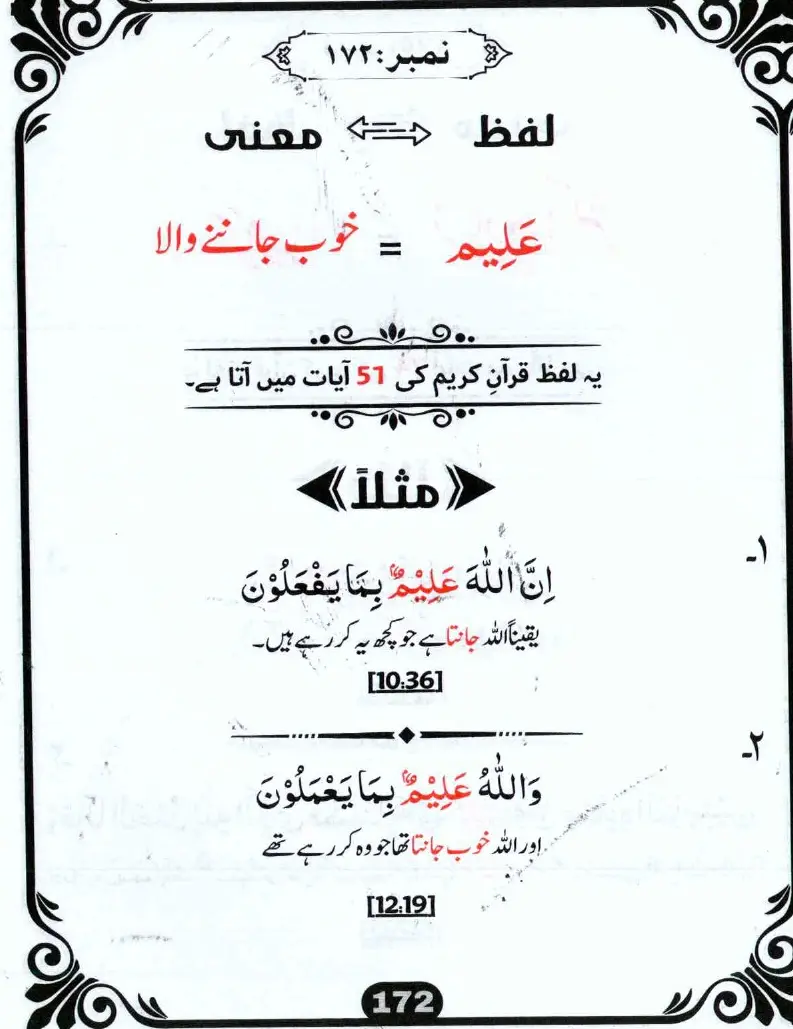 نمبر: ۱۷۲
لفظ ⇐⇒ معنی
عَلِیم = خوب جاننے والا
یہ لفظ قرآنِ کریم کی 51 آیات میں آتا ہے۔
مثلاً
۱۔
اِنَّ اللّٰهَ عَلِیْمٌۢ بِمَا یَفْعَلُوْنَ
یقیناً اللہ جانتا ہے جو کچھ یہ کر رہے ہیں۔
[10:36]
۲۔
وَاللّٰهُ عَلِیْمٌۢ بِمَا یَعْمَلُوْنَ
اور اللہ خوب جانتا تھا جو وہ کر رہے تھے
[12:19]
172